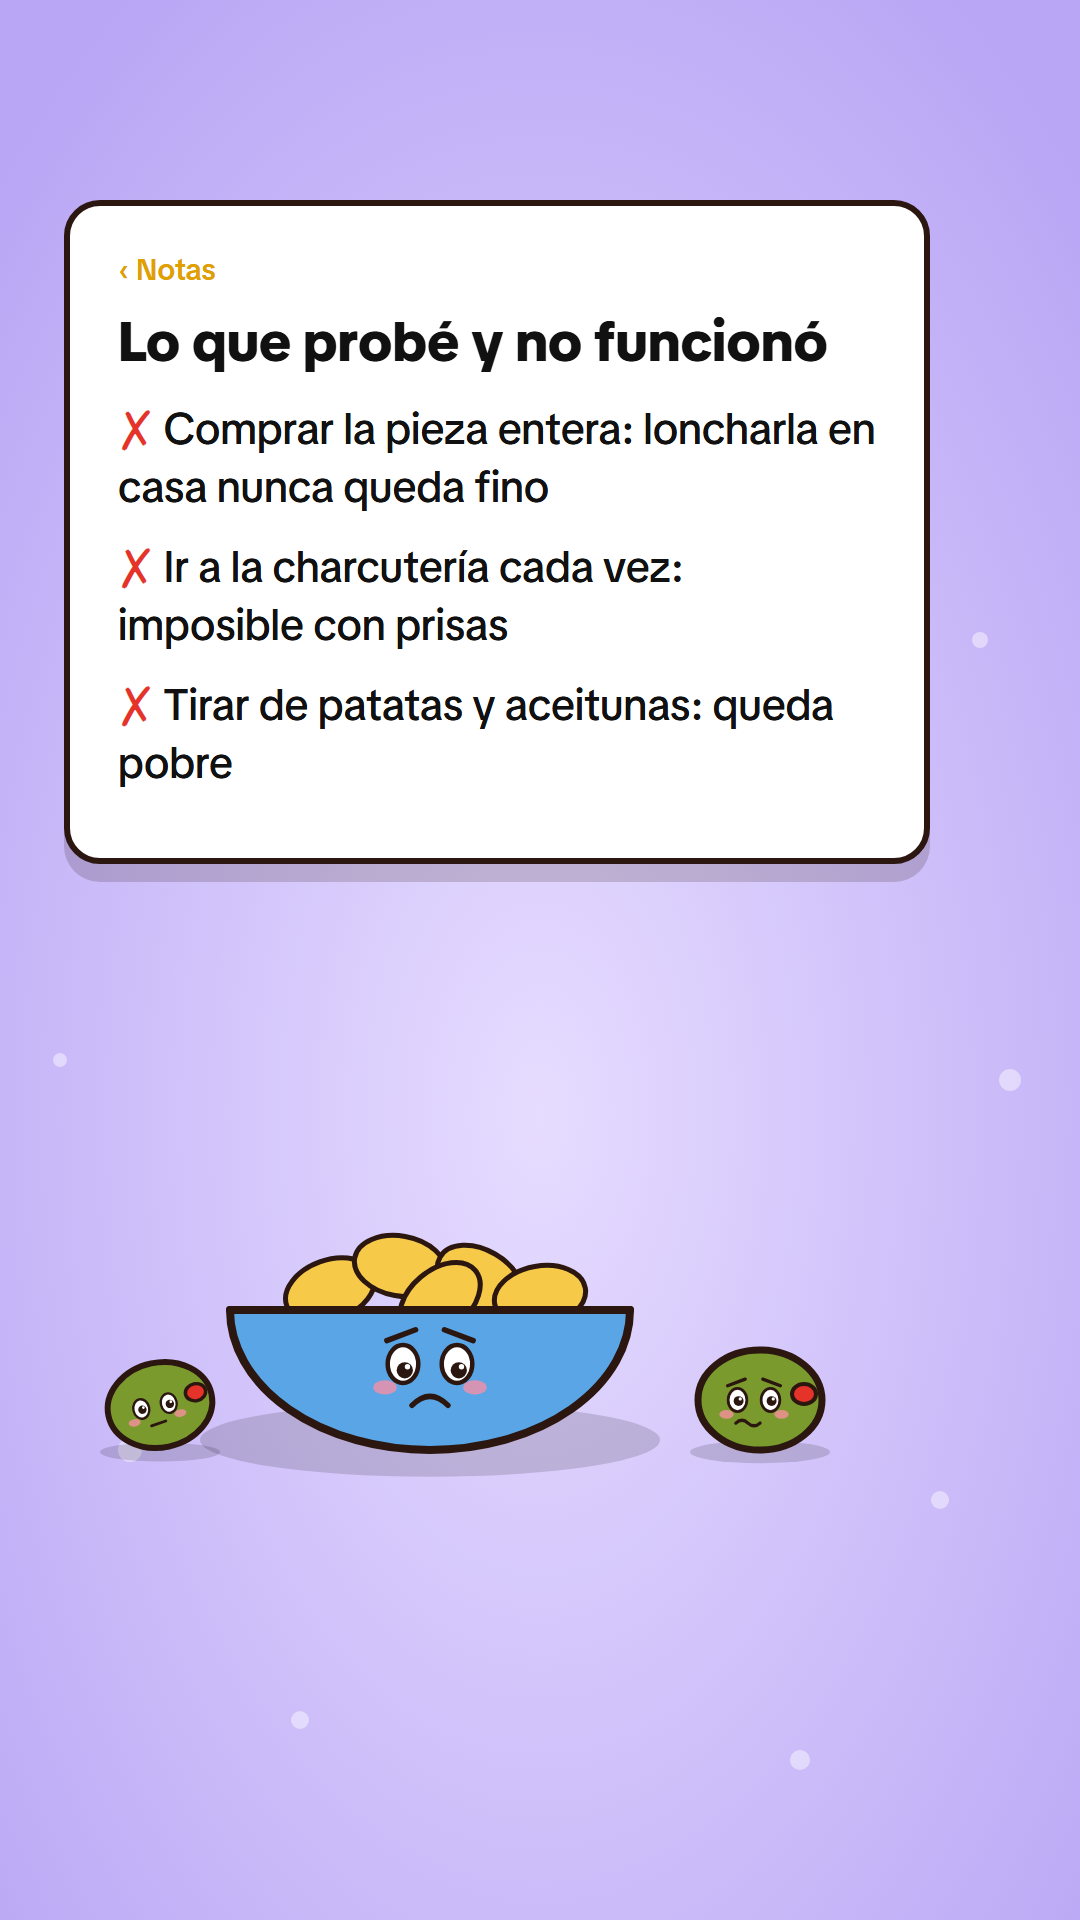 ‹ Notas
Lo que probé y no funcionó
✗ Comprar la pieza entera: loncharla en
casa nunca queda fino
✗ Ir a la charcutería cada vez:
imposible con prisas
✗ Tirar de patatas y aceitunas: queda
pobre